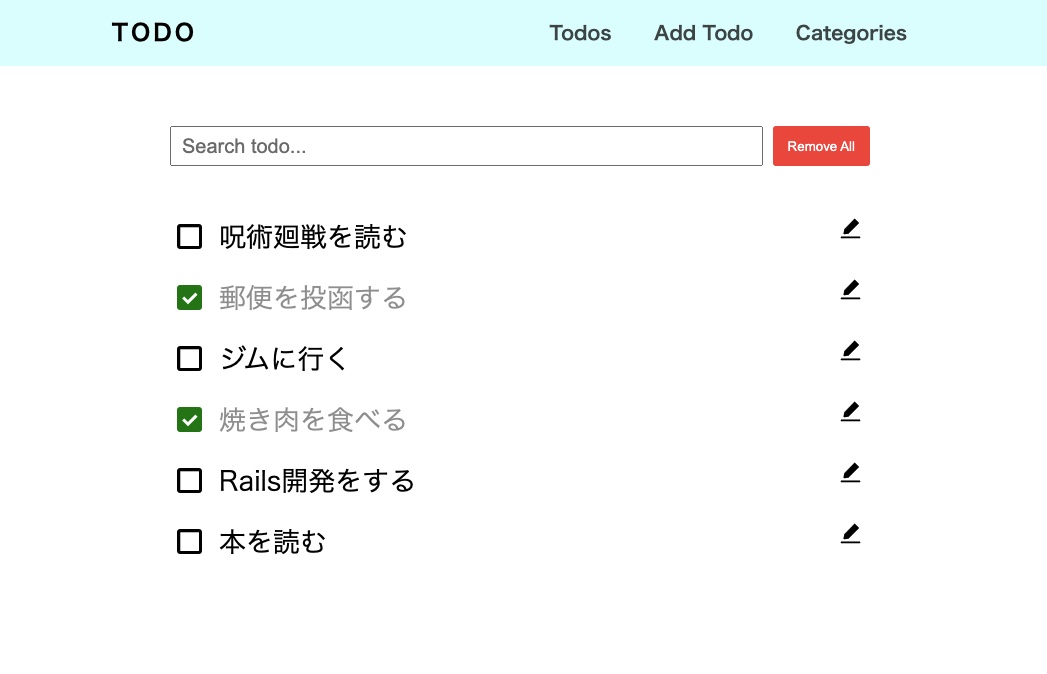 TODO
Todos
Add Todo
Categories
Search todo...
Remove All
呪術廻戦を読む
郵便を投函する
ジムに行く
焼き肉を食べる
Rails開発をする
本を読む